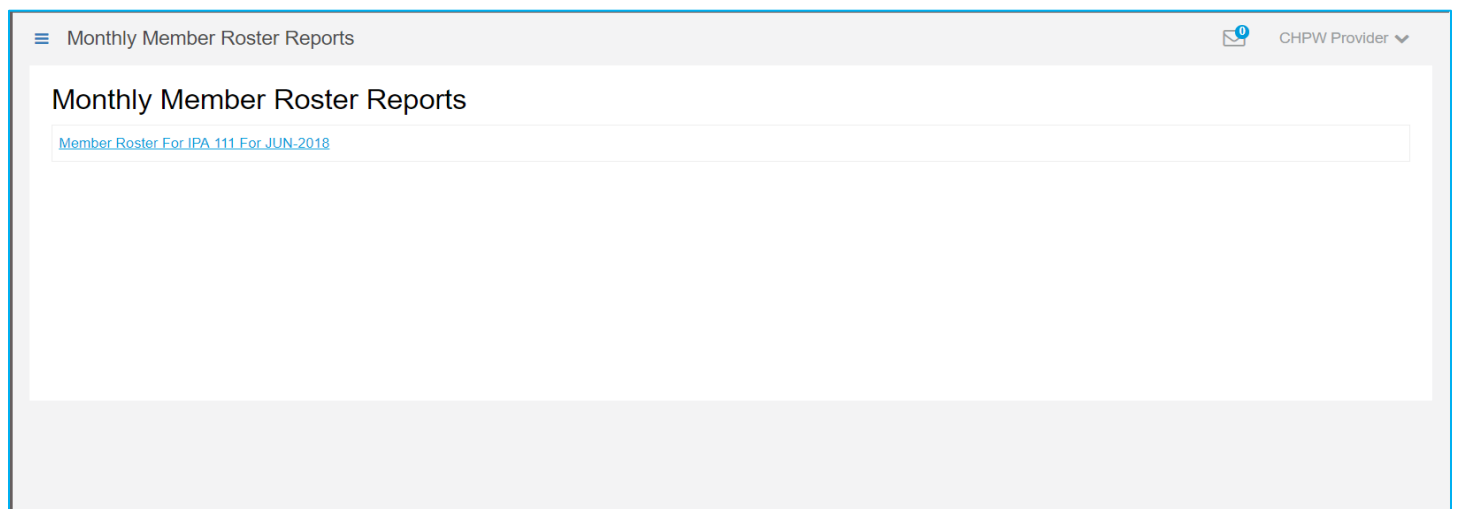 Monthly Member Roster Reports
0
CHPW Provider
Monthly Member Roster Reports
Member Roster For IPA 111 For JUN-2018